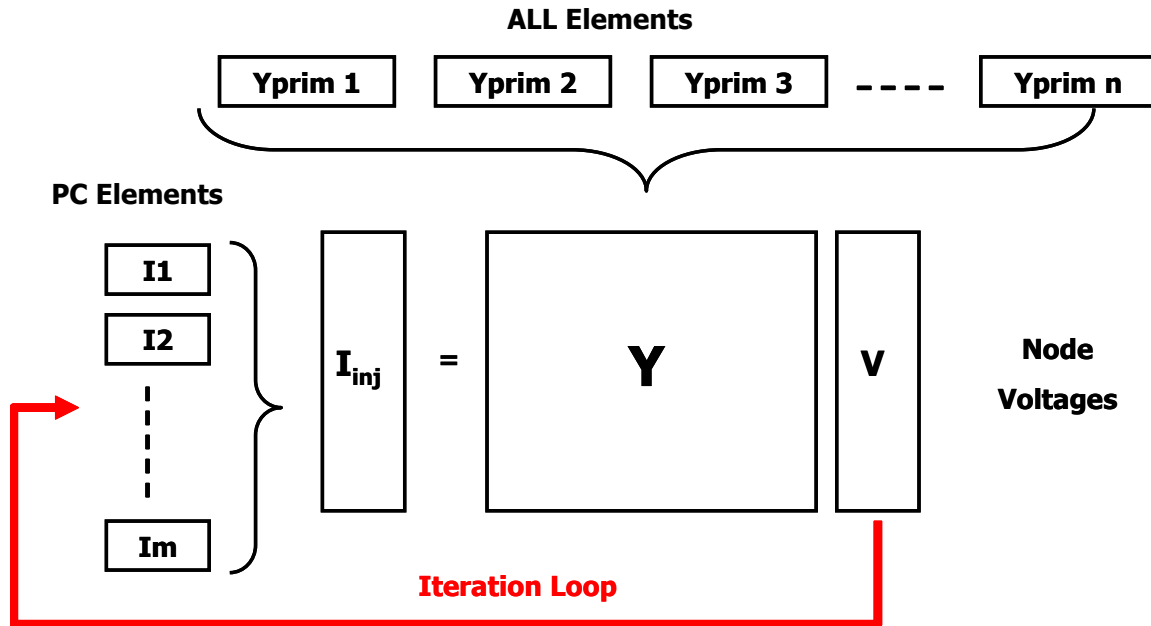 ALL Elements
Yprim 1 Yprim 2 Yprim 3 Yprim n
PC Elements
I1
I2
Im
Iinj = Y V
Node
Voltages
Iteration Loop